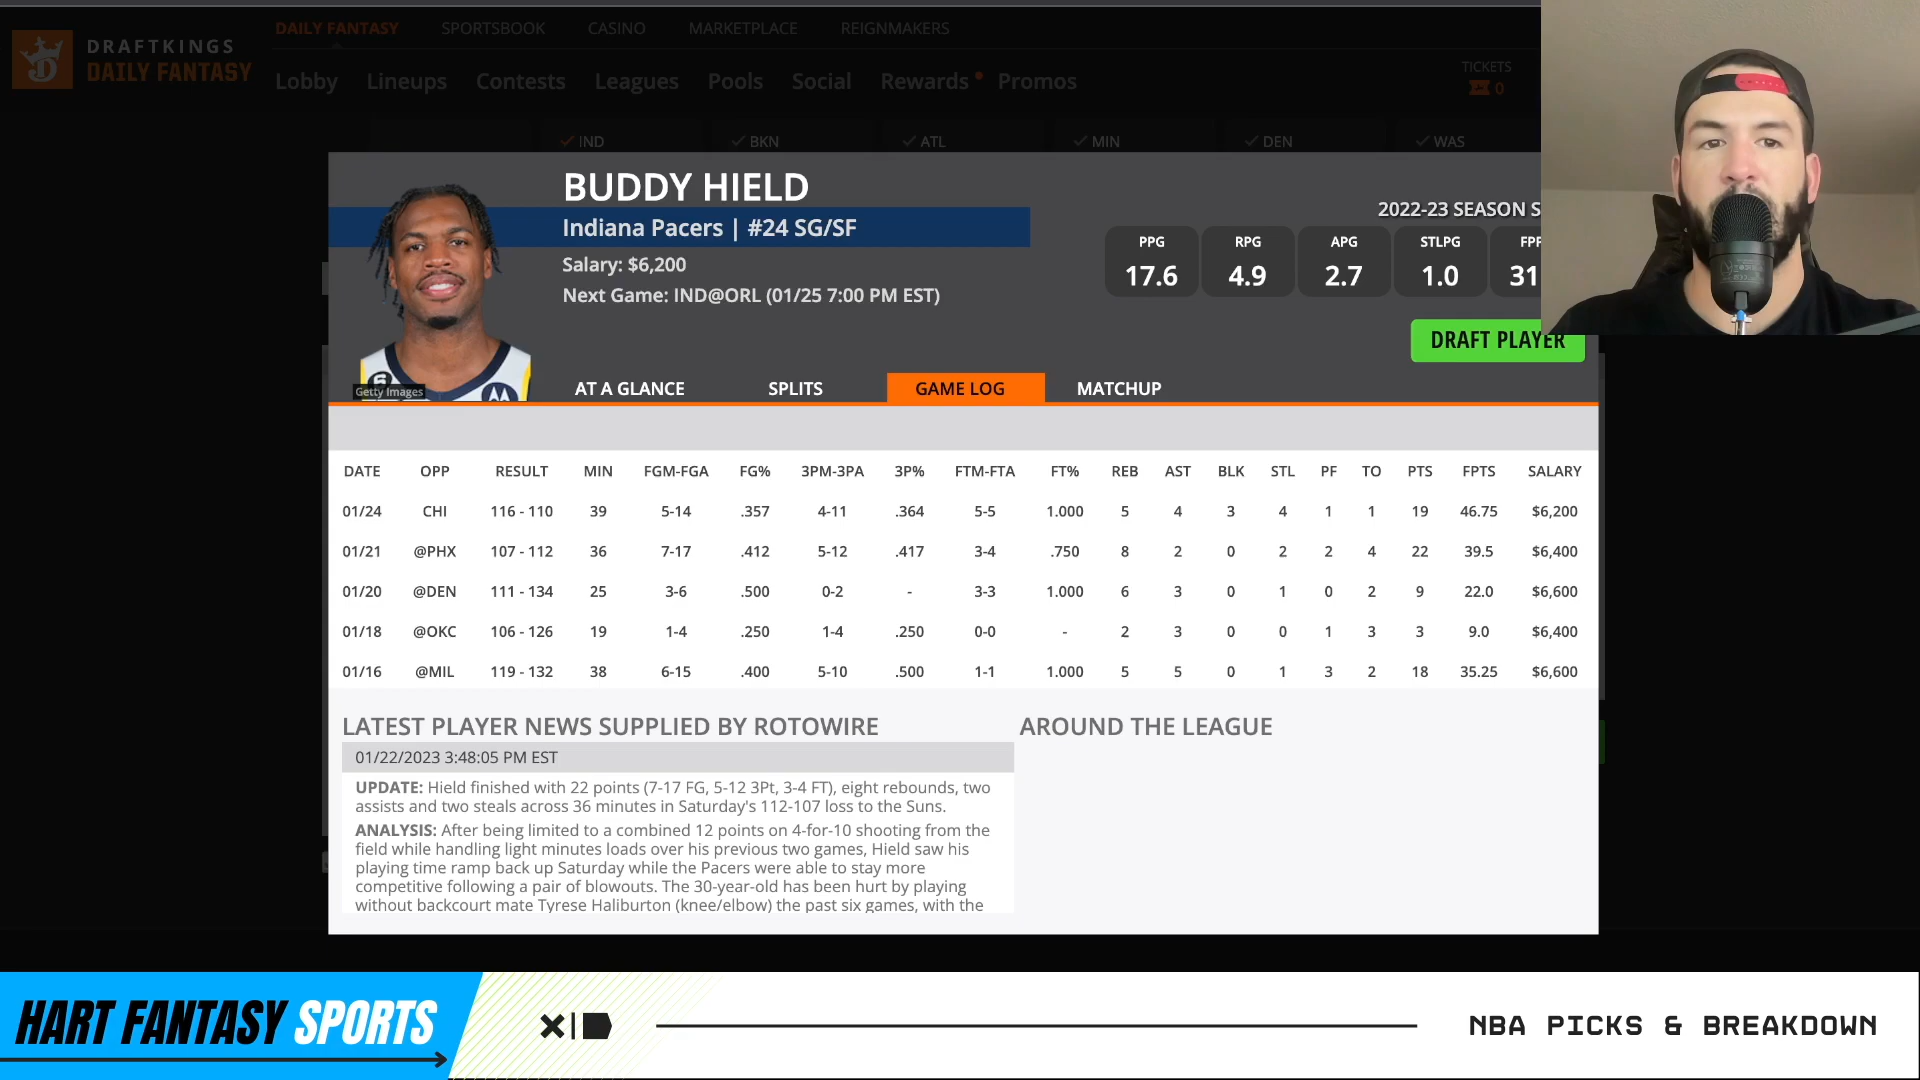 DAILY FANTASY SPORTSBOOK CASINO MARKETPLACE REIGNMAKERS
DRAFTKINGS
DAILY FANTASY
Lobby Lineups Contests Leagues Pools Social Rewards Promos
TICKETS
0
IND BKN ATL MIN DEN WAS
BUDDY HIELD
Indiana Pacers | #24 SG/SF
Salary: $6,200
Next Game: IND@ORL (01/25 7:00 PM EST)
2022-23 SEASON S
PPG RPG APG STLPG FPP
17.6 4.9 2.7 1.0 31
DRAFT PLAYER
Getty Images
AT A GLANCE SPLITS GAME LOG MATCHUP
DATE OPP RESULT MIN FGM-FGA FG% 3PM-3PA 3P% FTM-FTA FT% REB AST BLK STL PF TO PTS FPTS SALARY
01/24 CHI 116 - 110 39 5-14 .357 4-11 .364 5-5 1.000 5 4 3 4 1 1 19 46.75 $6,200
01/21 @PHX 107 - 112 36 7-17 .412 5-12 .417 3-4 .750 8 2 0 2 2 4 22 39.5 $6,400
01/20 @DEN 111 - 134 25 3-6 .500 0-2 - 3-3 1.000 6 3 0 1 0 2 9 22.0 $6,600
01/18 @OKC 106 - 126 19 1-4 .250 1-4 .250 0-0 - 2 3 0 0 1 3 3 9.0 $6,400
01/16 @MIL 119 - 132 38 6-15 .400 5-10 .500 1-1 1.000 5 5 0 1 3 2 18 35.25 $6,600
LATEST PLAYER NEWS SUPPLIED BY ROTOWIRE
01/22/2023 3:48:05 PM EST
UPDATE: Hield finished with 22 points (7-17 FG, 5-12 3Pt, 3-4 FT), eight rebounds, two
assists and two steals across 36 minutes in Saturday's 112-107 loss to the Suns.
ANALYSIS: After being limited to a combined 12 points on 4-for-10 shooting from the
field while handling light minutes loads over his previous two games, Hield saw his
playing time ramp back up Saturday while the Pacers were able to stay more
competitive following a pair of blowouts. The 30-year-old has been hurt by playing
without backcourt mate Tyrese Haliburton (knee/elbow) the past six games, with the
AROUND THE LEAGUE
HART FANTASY SPORTS
NBA PICKS & BREAKDOWN